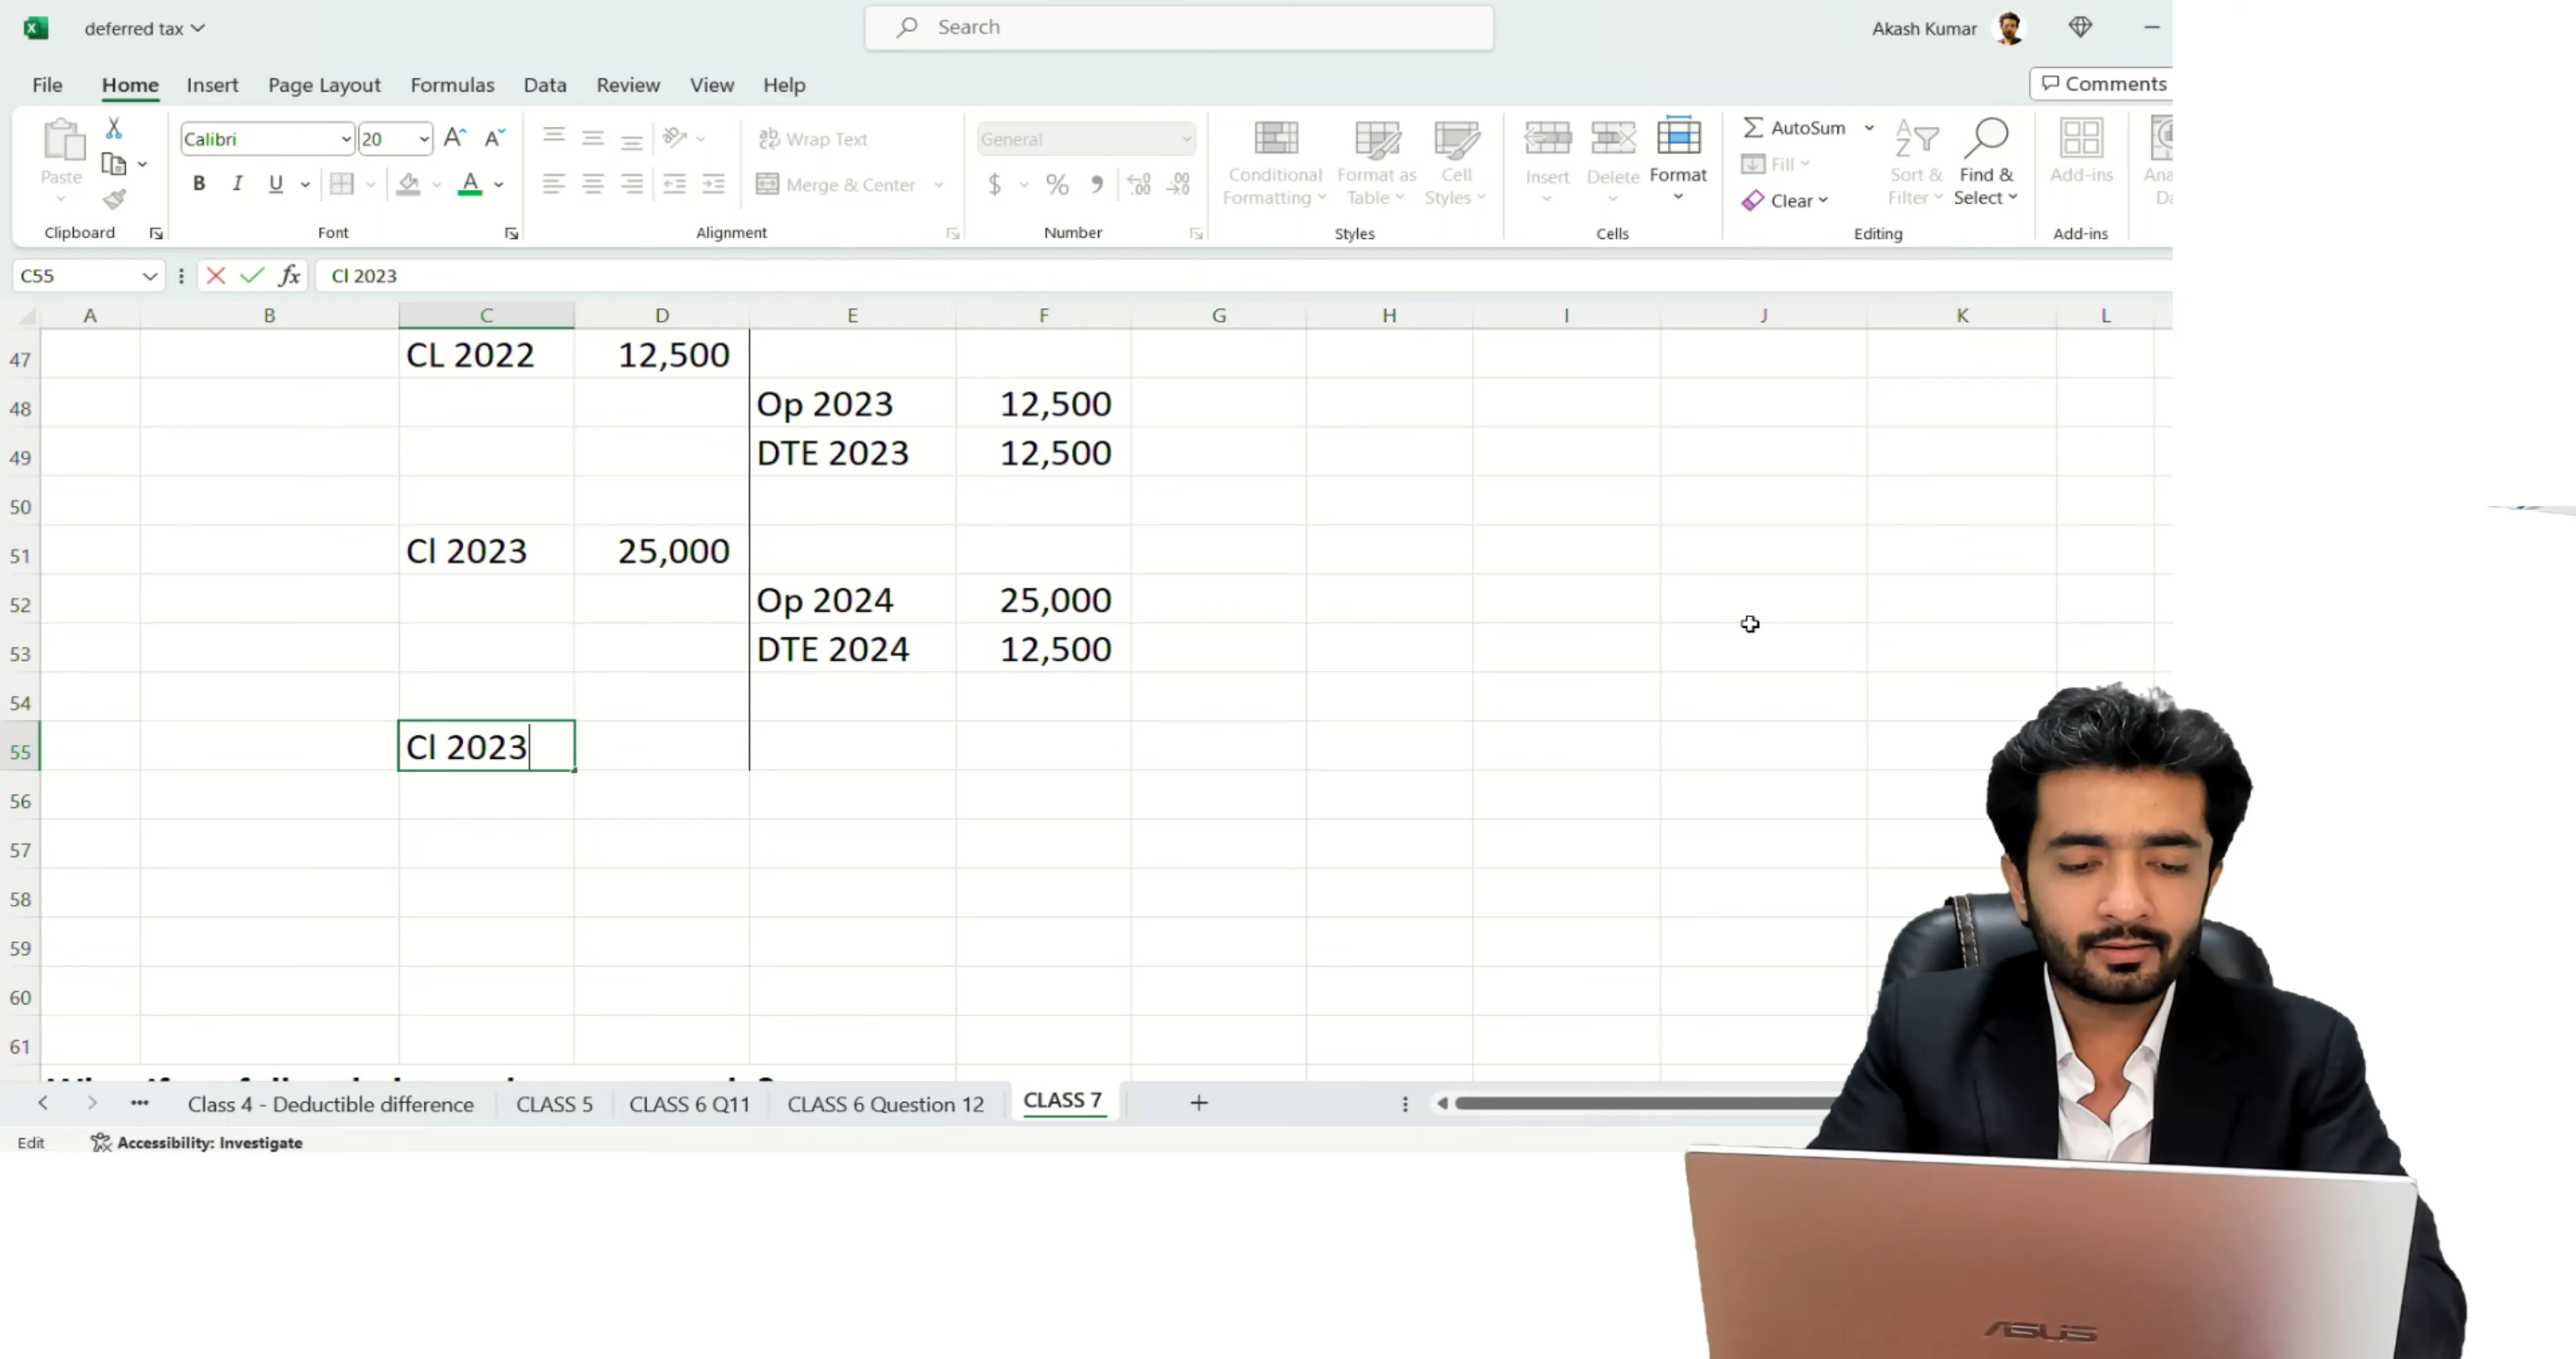 deferred tax
Search
Akash Kumar
File Home Insert Page Layout Formulas Data Review View Help
Comments
Paste
Clipboard
Calibri 20
B I U A
Font
Wrap Text
Merge & Center
Alignment
General
$ % 9
Number
Conditional Formatting
Format as Table
Cell Styles
Styles
Insert
Delete
Format
Cells
AutoSum
Fill
Clear
Sort & Filter
Find & Select
Editing
Add-ins
Add-ins
C55 fx Cl 2023
A B C D E F G H I J K L
47 CL 2022 12,500
48 Op 2023 12,500
49 DTE 2023 12,500
50
51 Cl 2023 25,000
52 Op 2024 25,000
53 DTE 2024 12,500
54
55 Cl 2023
56
57
58
59
60
61
Class 4 - Deductible difference CLASS 5 CLASS 6 Q11 CLASS 6 Question 12 CLASS 7
Edit Accessibility: Investigate
ASUS